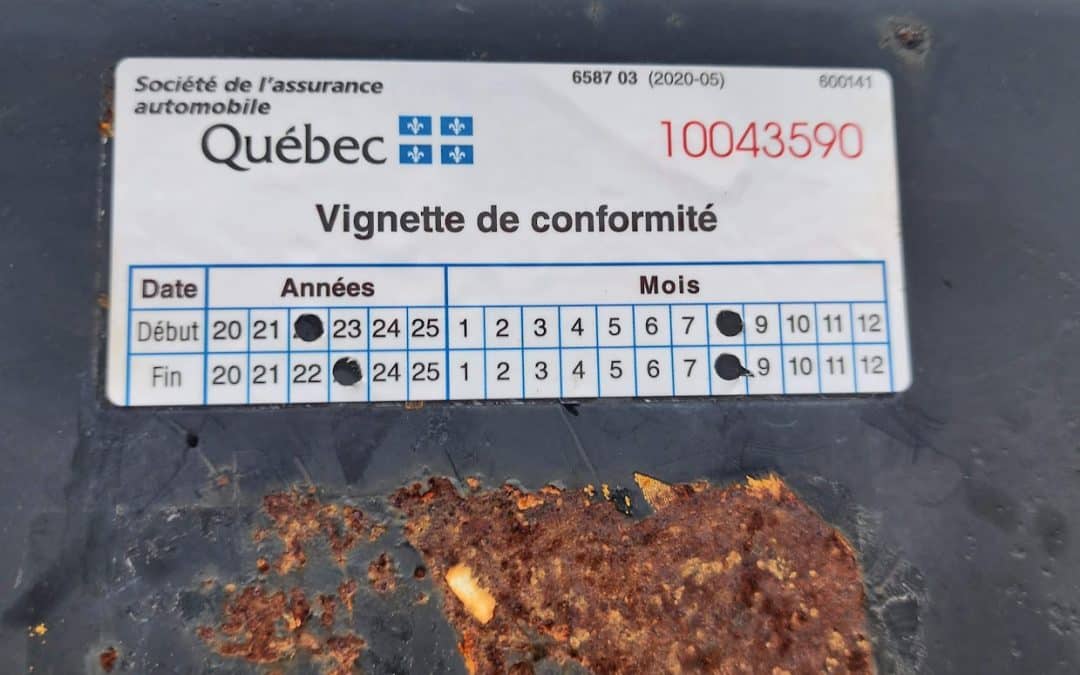 Société de l'assurance
automobile
Québec
6587 03 (2020-05)
600141
10043590
Vignette de conformité
Date Années Mois
Début 20 21 23 24 25 1 2 3 4 5 6 7 9 10 11 12
Fin 20 21 22 24 25 1 2 3 4 5 6 7 9 10 11 12